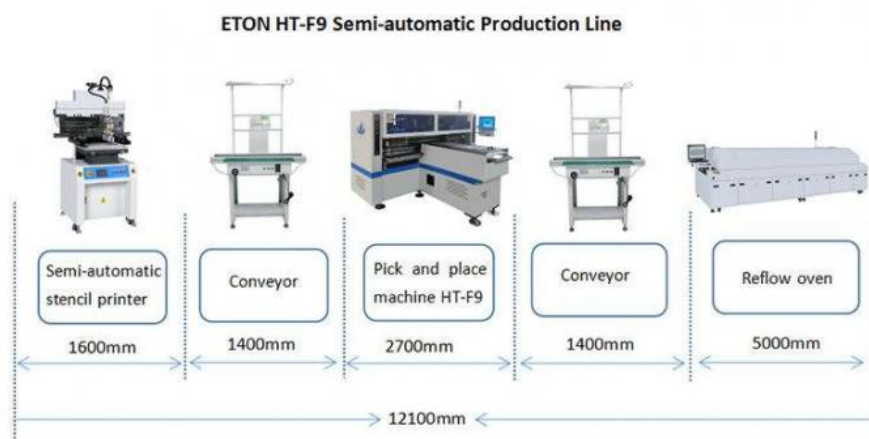 ETON HT-F9 Semi-automatic Production Line
Semi-automatic
stencil printer
Conveyor
Pick and place
machine HT-F9
Conveyor
Reflow oven
1600mm
1400mm
2700mm
1400mm
5000mm
12100mm